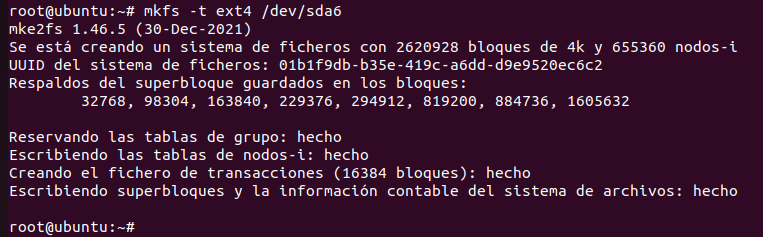 root@ubuntu:~# mkfs -t ext4 /dev/sda6
mke2fs 1.46.5 (30-Dec-2021)
Se está creando un sistema de ficheros con 2620928 bloques de 4k y 655360 nodos-i
UUID del sistema de ficheros: 01b1f9db-b35e-419c-a6dd-d9e9520ec6c2
Respaldos del superbloque guardados en los bloques:
        32768, 98304, 163840, 229376, 294912, 819200, 884736, 1605632

Reservando las tablas de grupo: hecho
Escribiendo las tablas de nodos-i: hecho
Creando el fichero de transacciones (16384 bloques): hecho
Escribiendo superbloques y la información contable del sistema de archivos: hecho

root@ubuntu:~#